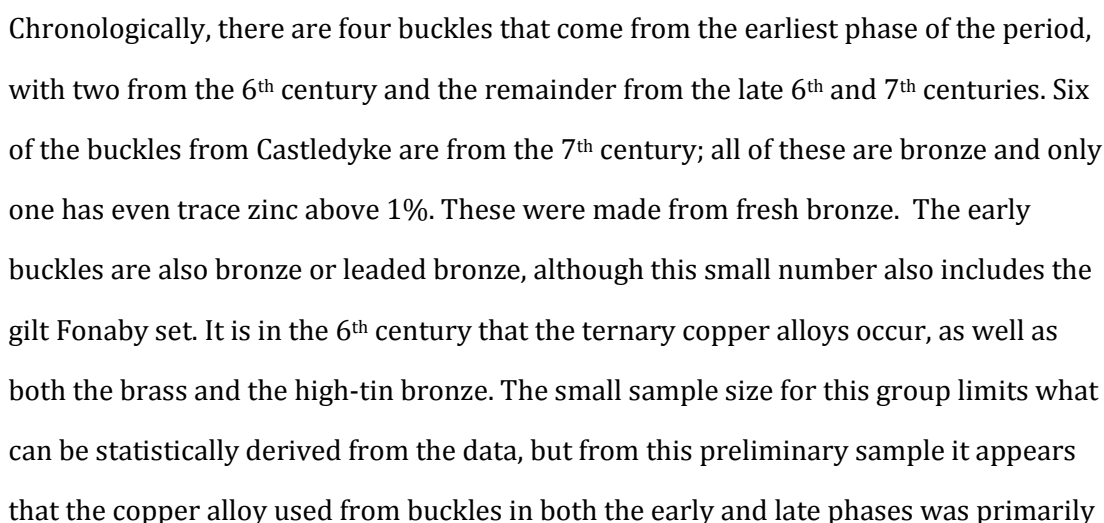 Chronologically, there are four buckles that come from the earliest phase of the period,
with two from the 6th century and the remainder from the late 6th and 7th centuries. Six
of the buckles from Castledyke are from the 7th century; all of these are bronze and only
one has even trace zinc above 1%. These were made from fresh bronze.  The early
buckles are also bronze or leaded bronze, although this small number also includes the
gilt Fonaby set. It is in the 6th century that the ternary copper alloys occur, as well as
both the brass and the high-tin bronze. The small sample size for this group limits what
can be statistically derived from the data, but from this preliminary sample it appears
that the copper alloy used from buckles in both the early and late phases was primarily